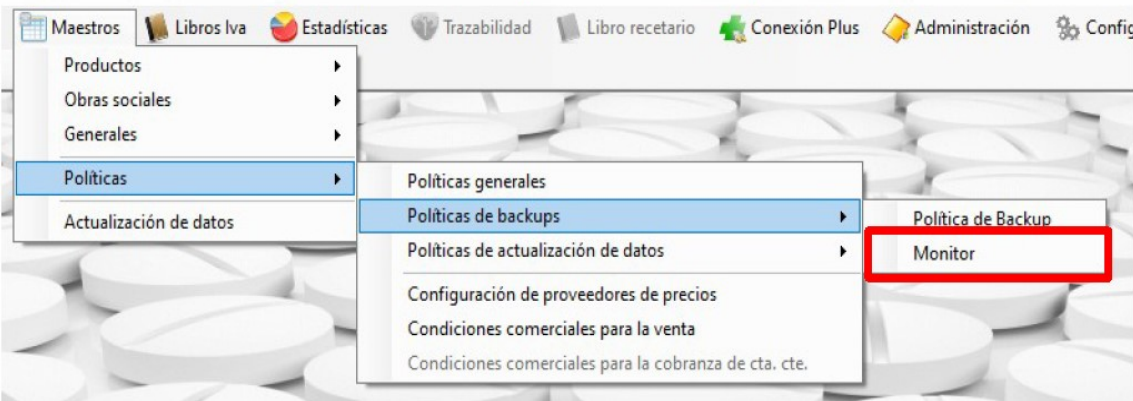 Maestros Libros Iva Estadísticas Trazabilidad Libro recetario Conexión Plus Administración Config
Productos
Obras sociales
Generales
Políticas
Actualización de datos
Políticas generales
Políticas de backups
Políticas de actualización de datos
Configuración de proveedores de precios
Condiciones comerciales para la venta
Condiciones comerciales para la cobranza de cta. cte.
Política de Backup
Monitor